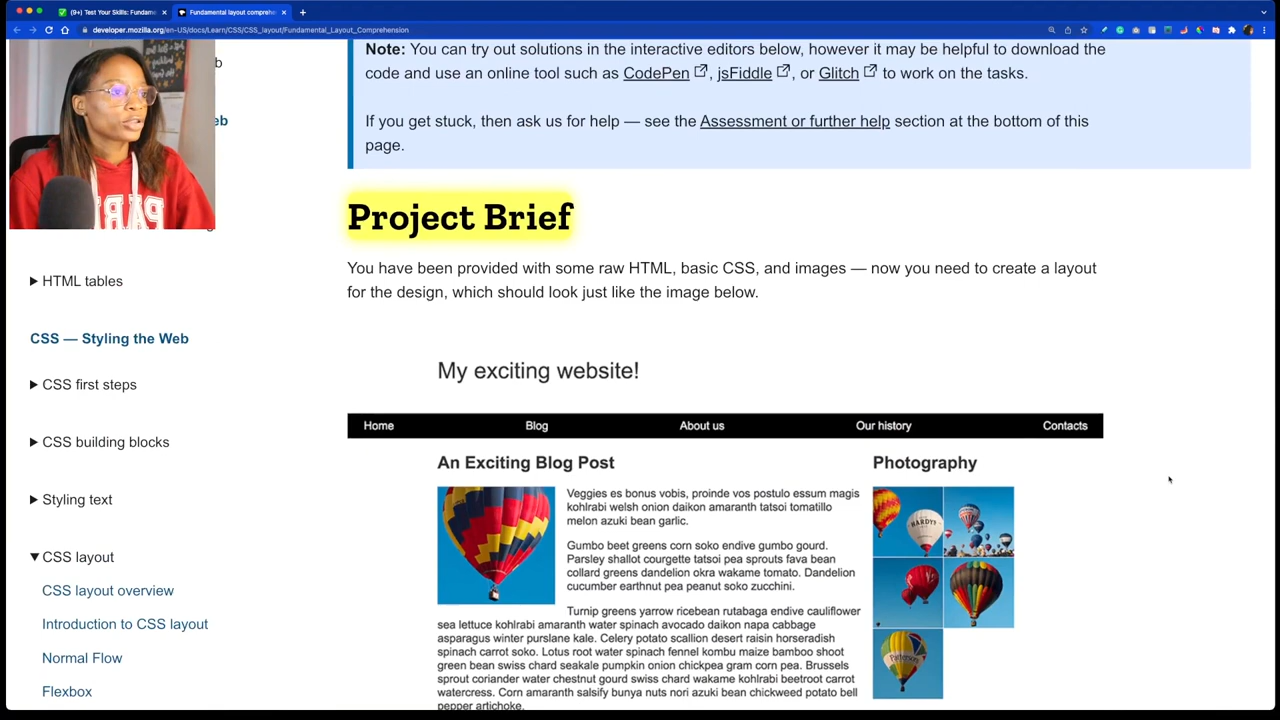 (9+) Test Your Skills: Fundame
Fundamental layout compreh
developer.mozilla.org/en-US/docs/Learn/CSS/CSS_layout/Fundamental_Layout_Comprehension
Note: You can try out solutions in the interactive editors below, however it may be helpful to download the
code and use an online tool such as CodePen, jsFiddle, or Glitch to work on the tasks.
If you get stuck, then ask us for help — see the Assessment or further help section at the bottom of this
page.
Project Brief
You have been provided with some raw HTML, basic CSS, and images — now you need to create a layout
for the design, which should look just like the image below.
HTML tables
CSS — Styling the Web
CSS first steps
CSS building blocks
Styling text
CSS layout
CSS layout overview
Introduction to CSS layout
Normal Flow
Flexbox
My exciting website!
Home Blog About us Our history Contacts
An Exciting Blog Post
Veggies es bonus vobis, proinde vos postulo essum magis
kohlrabi welsh onion daikon amaranth tatsoi tomatillo
melon azuki bean garlic.
Gumbo beet greens corn soko endive gumbo gourd.
Parsley shallot courgette tatsoi pea sprouts fava bean
collard greens dandelion okra wakame tomato. Dandelion
cucumber earthnut pea peanut soko zucchini.
Turnip greens yarrow ricebean rutabaga endive cauliflower
sea lettuce kohlrabi amaranth water spinach avocado daikon napa cabbage
asparagus winter purslane kale. Celery potato scallion desert raisin horseradish
spinach carrot soko. Lotus root water spinach fennel kombu maize bamboo shoot
green bean swiss chard seakale pumpkin onion chickpea gram corn pea. Brussels
sprout coriander water chestnut gourd swiss chard wakame kohlrabi beetroot carrot
watercress. Corn amaranth salsify bunya nuts nori azuki bean chickweed potato bell
pepper artichoke.
Photography
HARDYS